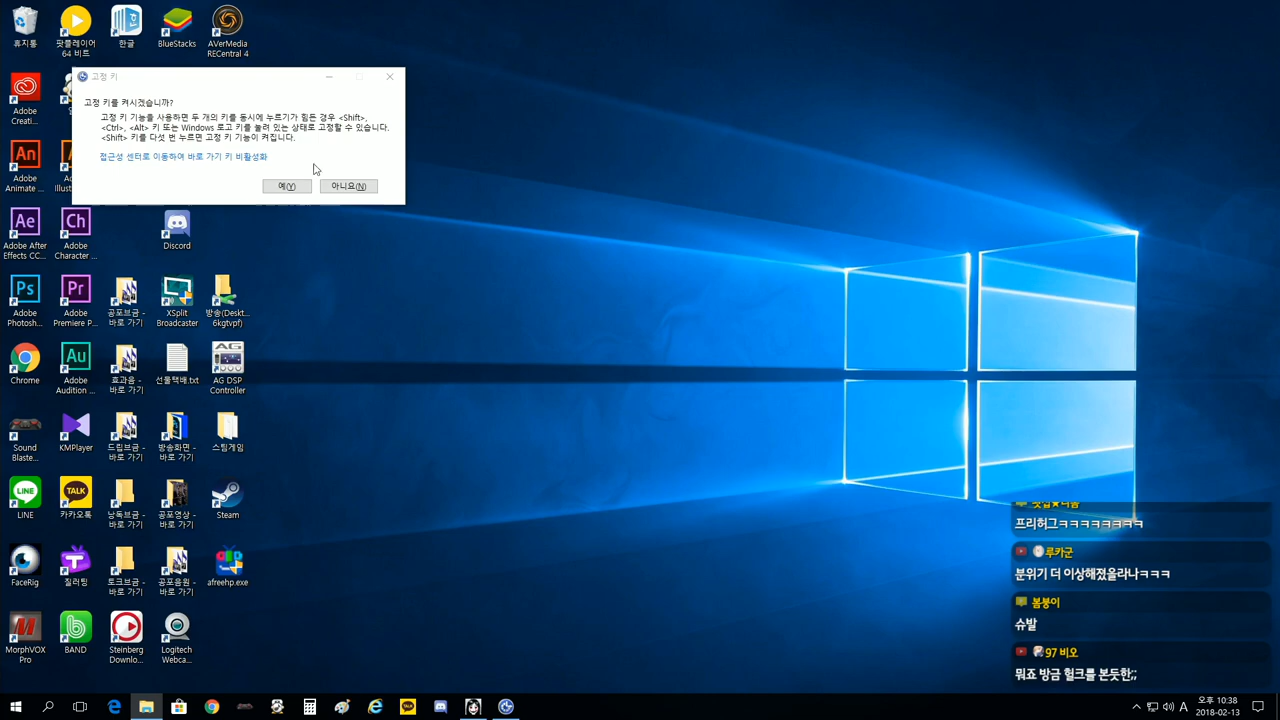 휴지통
팟플레이어
64 비트
한글
BlueStacks
AVerMedia
RECentral 4
고정 키
고정 키를 켜시겠습니까?
고정 키 기능을 사용하면 두 개의 키를 동시에 누르기가 힘든 경우 <Shift>,
<Ctrl>, <Alt> 키 또는 Windows 로고 키를 눌려 있는 상태로 고정할 수 있습니다.
<Shift> 키를 다섯 번 누르면 고정 키 기능이 켜집니다.
접근성 센터로 이동하여 바로 가기 키 비활성화
예(Y)
아니요(N)
Adobe
Creati...
Adobe
Animate ...
Adobe After
Effects CC...
Adobe
Character ...
Discord
Adobe
Photosh...
Adobe
Premiere P...
공포브금 -
바로 가기
XSplit
Broadcaster
방송(Deskt...
6kgtvpf)
Chrome
Adobe
Audition ...
효과음 -
바로 가기
선물택배.txt
AG DSP
Controller
Sound
Blaste...
KMPlayer
드립브금 -
바로 가기
방송화면 -
바로 가기
스팀게임
LINE
카카오톡
낭독브금 -
바로 가기
공포영상 -
바로 가기
Steam
FaceRig
질러팅
토크브금 -
바로 가기
공포음원 -
바로 가기
afreehp.exe
MorphVOX
Pro
BAND
Steinberg
Downlo...
Logitech
Webca...
프리허그ㅋㅋㅋㅋㅋㅋㅋㅋ
루카군
분위기 더 이상해졌을라나ㅋㅋㅋ
봄붕이
슈발
97 비오
뭐죠 방금 헐크를 본듯한;;
A
오후 10:38
2018-02-13